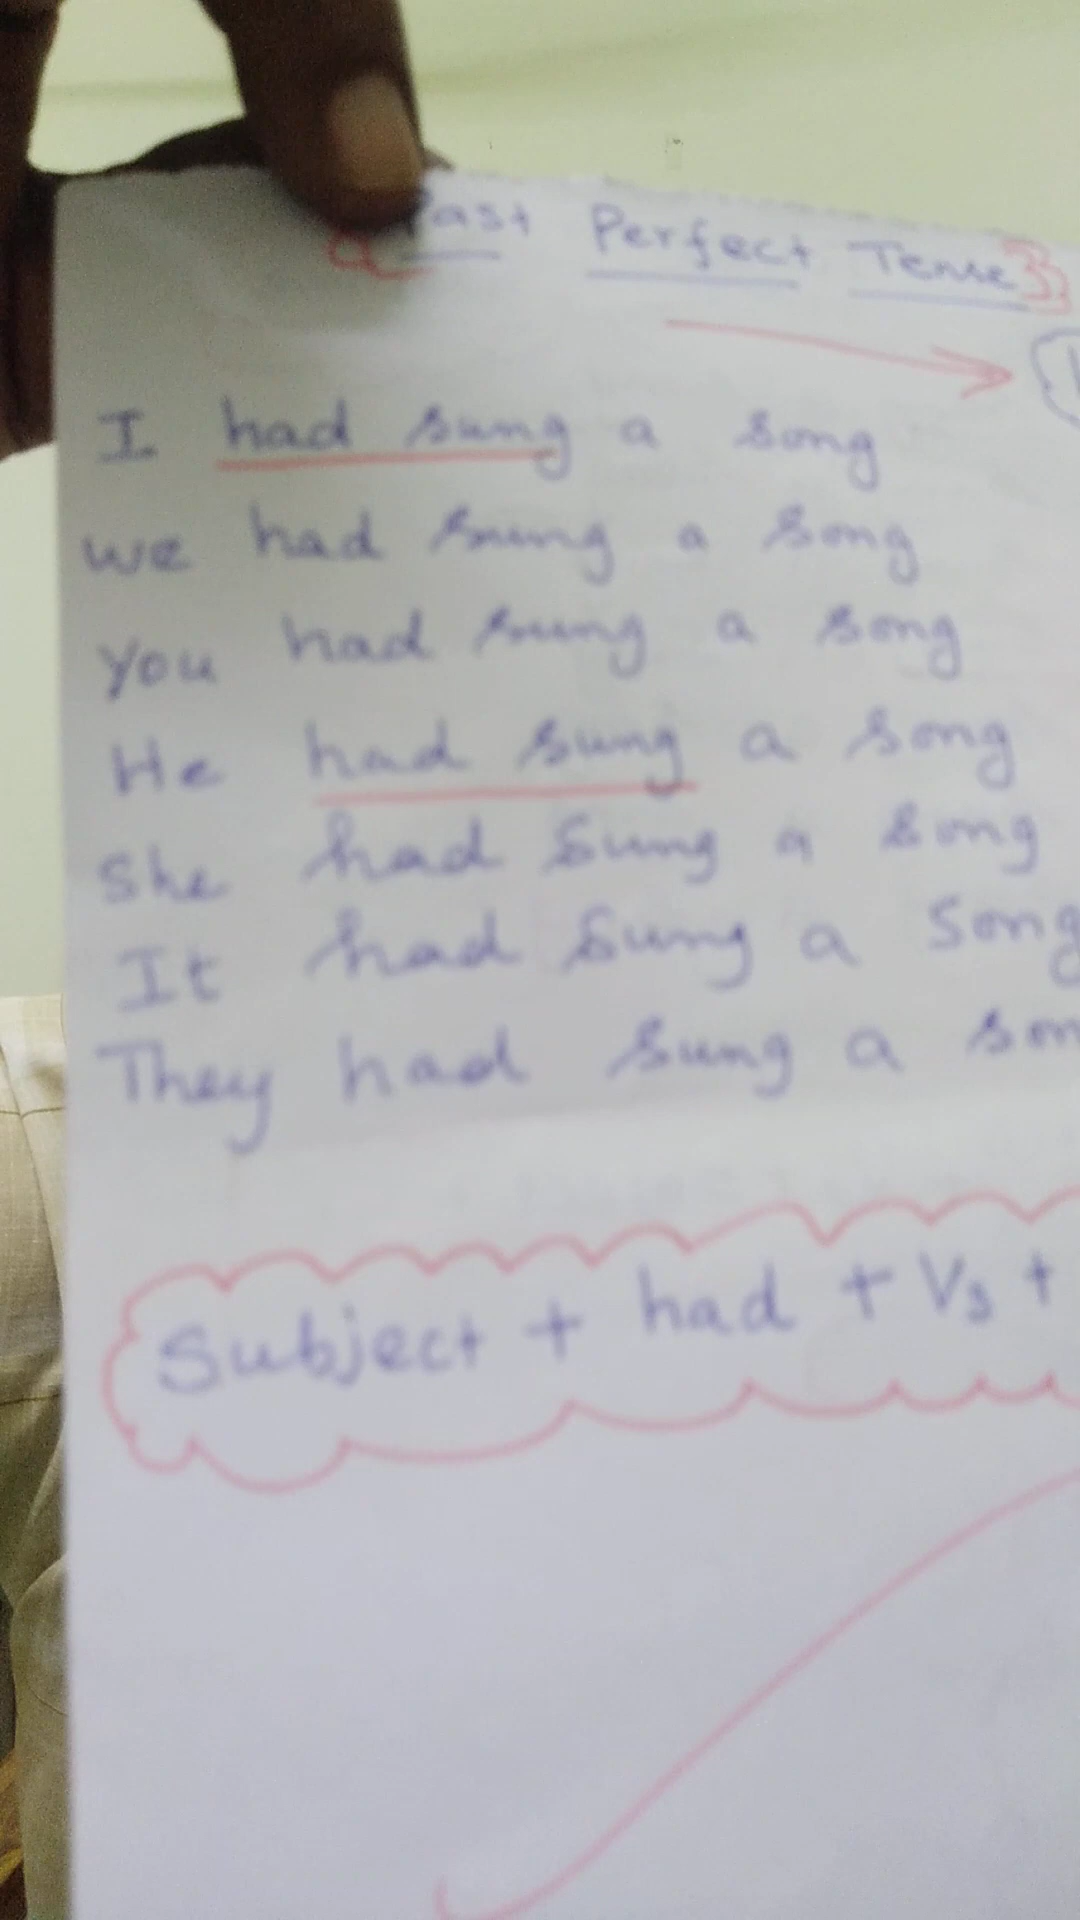 Past Perfect Tense
I had sung a song
we had sung a song
You had sung a song
He had sung a song
She had sung a song
It had sung a song
They had sung a
Subject + had + V3 +